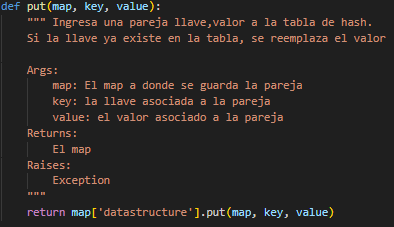 def put(map, key, value):
    """ Ingresa una pareja llave,valor a la tabla de hash.
    Si la llave ya existe en la tabla, se reemplaza el valor

    Args:
        map: El map a donde se guarda la pareja
        key: la llave asociada a la pareja
        value: el valor asociado a la pareja
    Returns:
        El map
    Raises:
        Exception
    """
    return map['datastructure'].put(map, key, value)